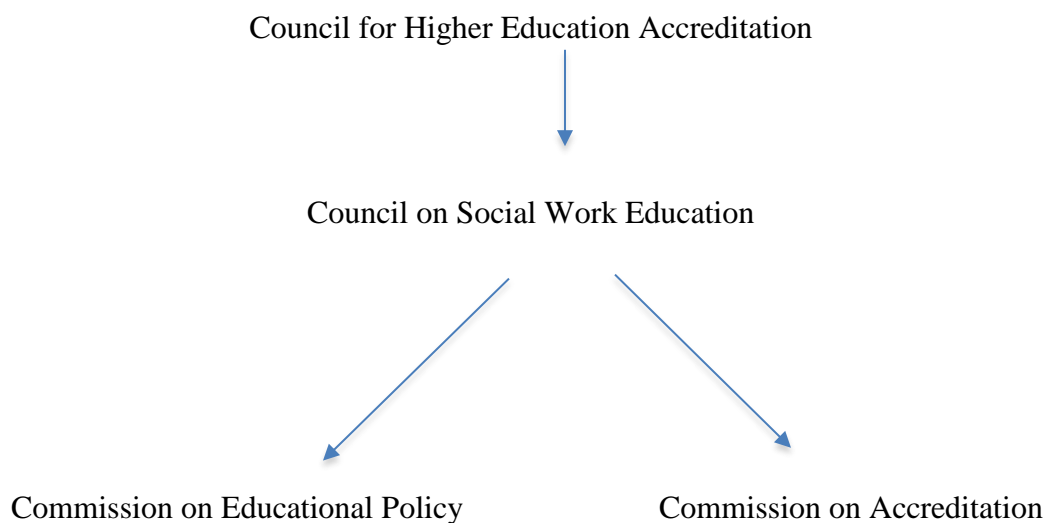 Council for Higher Education Accreditation
Council on Social Work Education
Commission on Educational Policy
Commission on Accreditation